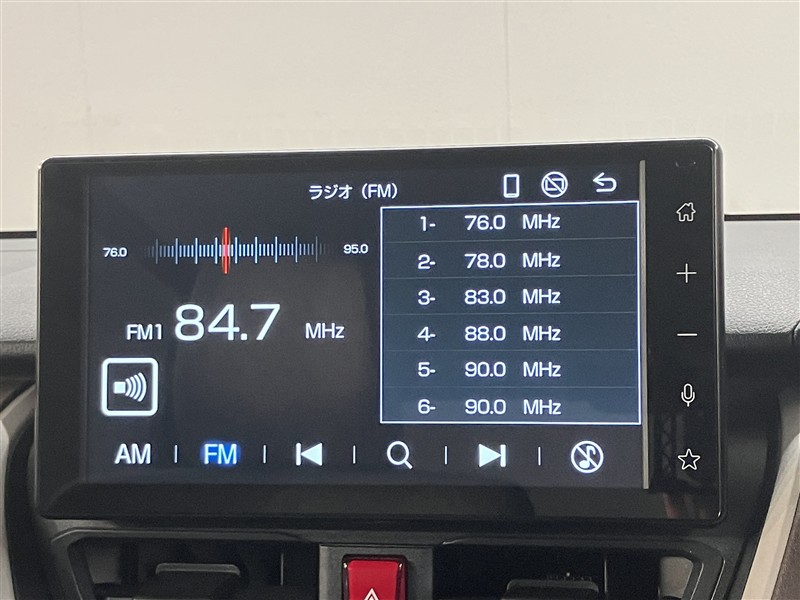 ラジオ（FM）
76.0 95.0
FM1 84.7 MHz
1- 76.0 MHz
2- 78.0 MHz
3- 83.0 MHz
4- 88.0 MHz
5- 90.0 MHz
6- 90.0 MHz
AM | FM | | | |